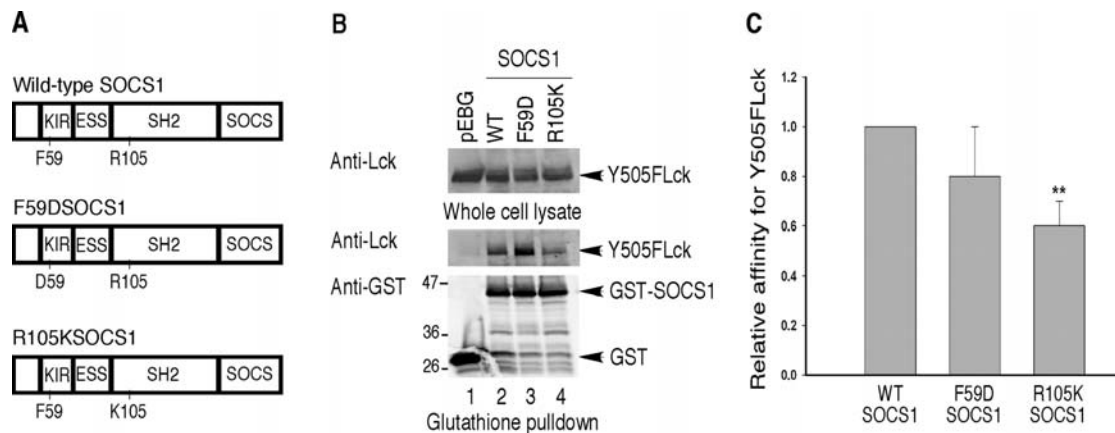 A
Wild-type SOCS1
KIR ESS SH2 SOCS
F59 R105
F59DSOCS1
KIR ESS SH2 SOCS
D59 R105
R105KSOCS1
KIR ESS SH2 SOCS
F59 K105
B
SOCS1
pEBG WT F59D R105K
Anti-Lck Y505FLck
Whole cell lysate
Anti-Lck Y505FLck
Anti-GST 47 GST-SOCS1
36
26 GST
1 2 3 4
Glutathione pulldown
C
Relative affinity for Y505FLck
1.2
1.0
0.8
0.6
0.4
0.2
0.0
**
WT SOCS1
F59D SOCS1
R105K SOCS1